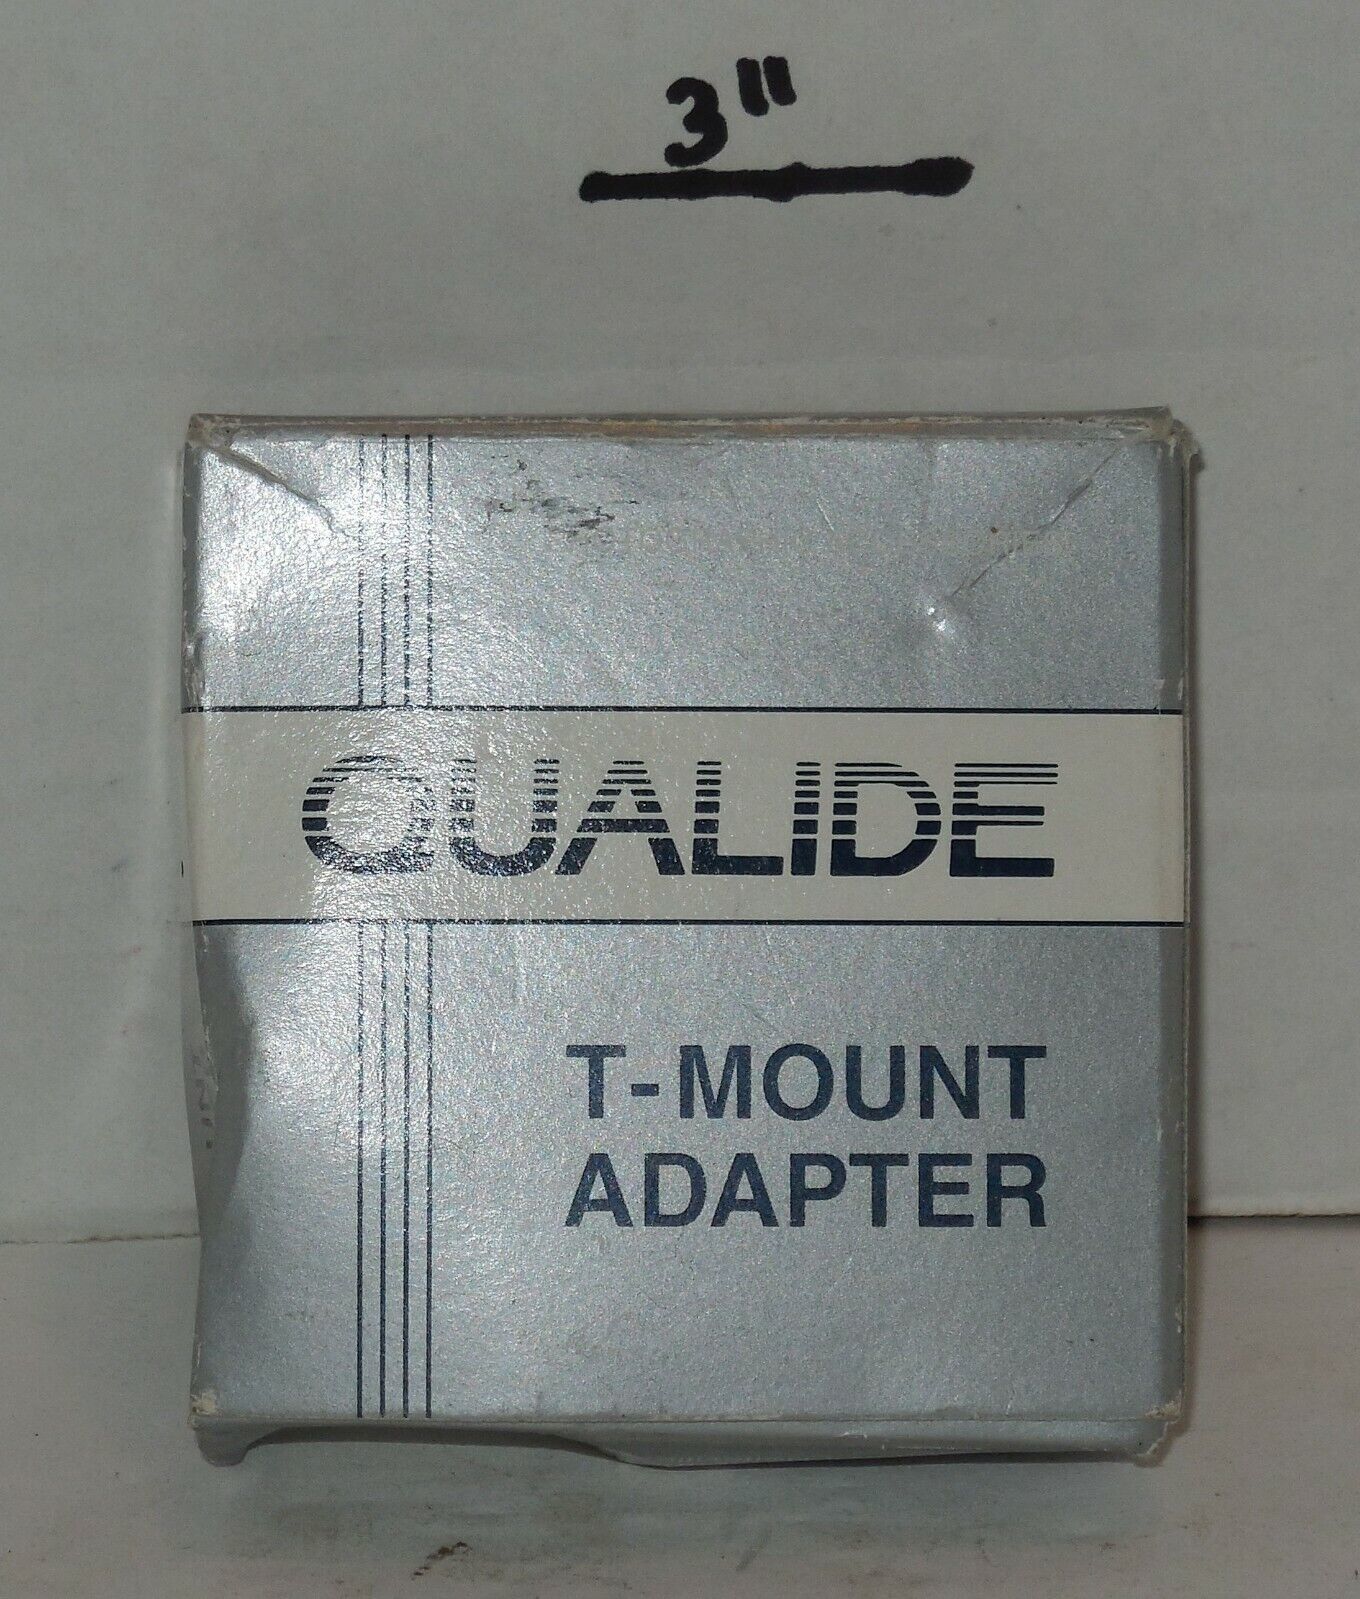 3"
QUALIDE
T-MOUNT
ADAPTER